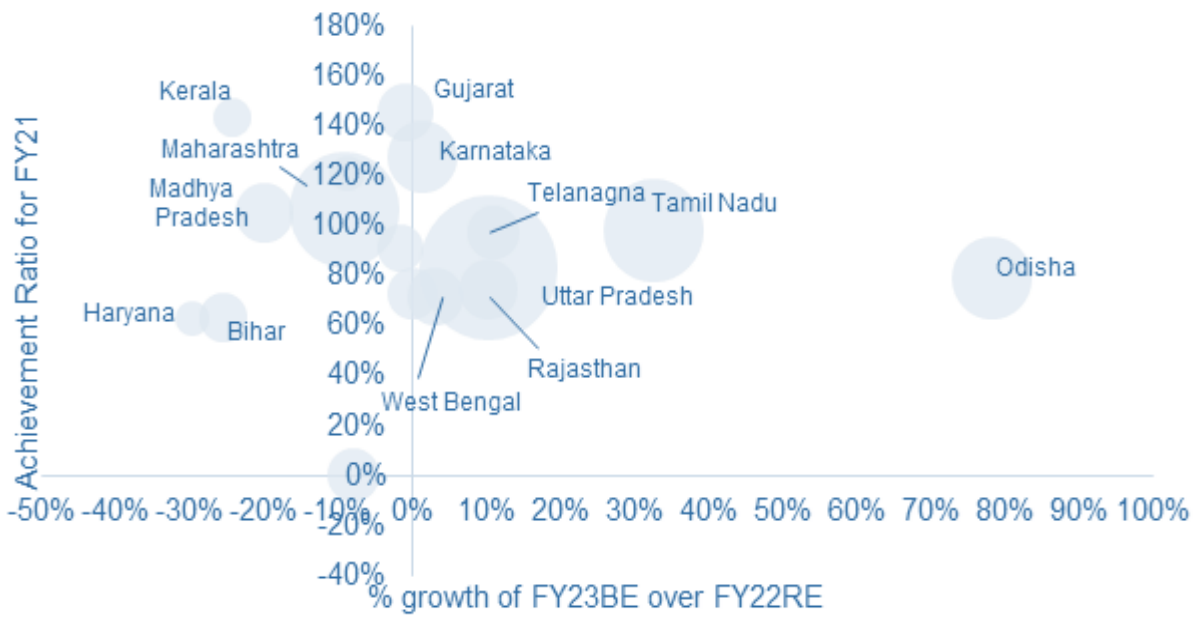 180%
160%
140%
120%
100%
80%
60%
40%
20%
0%
-20%
-40%
Achievement Ratio for FY21
Kerala
Gujarat
Maharashtra
Karnataka
Madhya
Pradesh
Telanagna
Tamil Nadu
Odisha
Uttar Pradesh
Haryana
Bihar
Rajasthan
West Bengal
-50% -40% -30% -20% -10% 0% 10% 20% 30% 40% 50% 60% 70% 80% 90% 100%
% growth of FY23BE over FY22RE